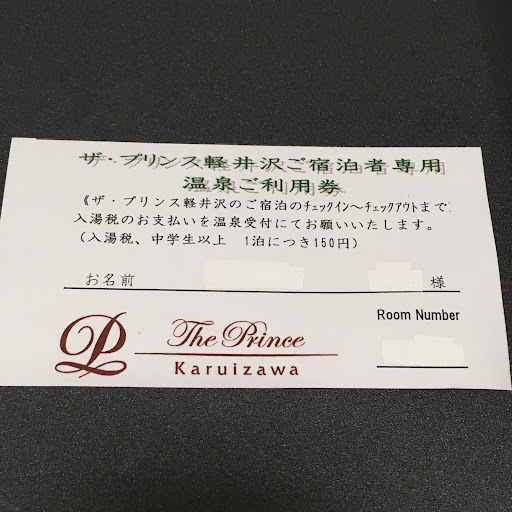 ザ・プリンス軽井沢ご宿泊者専用
温泉ご利用券
《ザ・プリンス軽井沢のご宿泊のﾁｪｯｸｲﾝ～ﾁｪｯｸｱｳﾄまで
入湯税のお支払いを温泉受付にてお願いいたします。
(入湯税、中学生以上　1泊につき150円)
お名前 様
Room Number
The Prince
Karuizawa